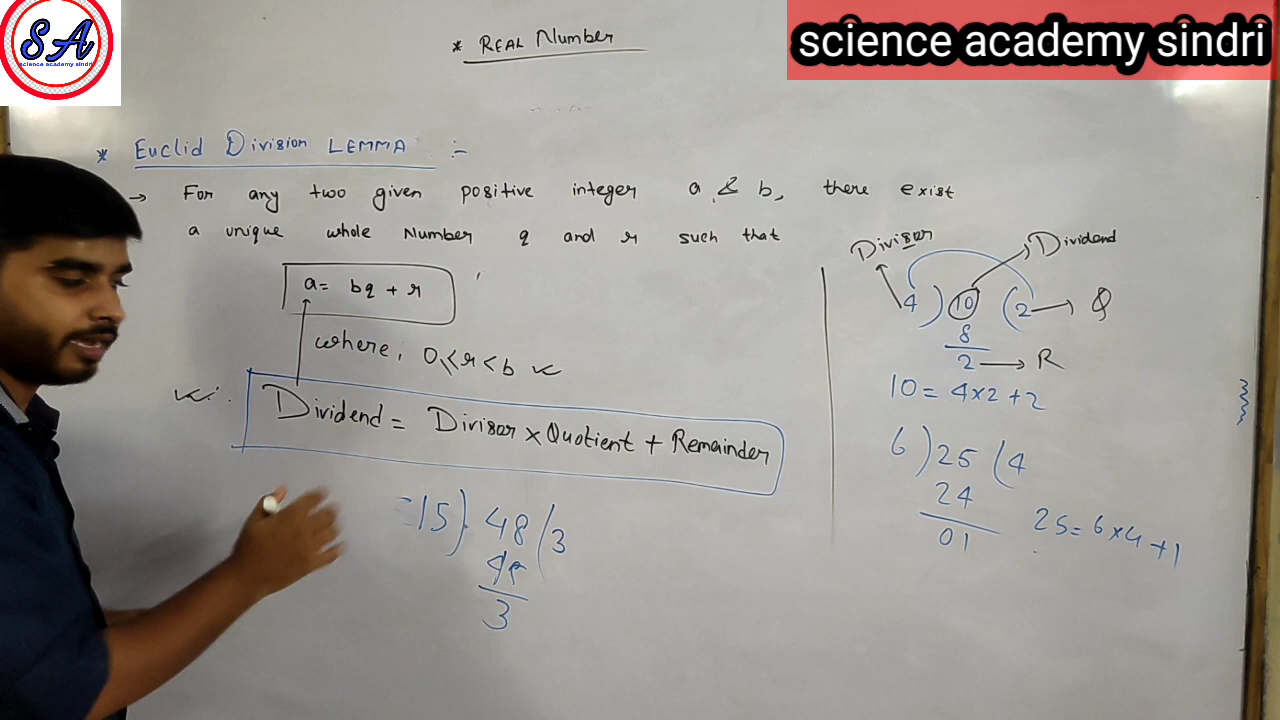 SA
science academy sindri
science academy sindri
* REAL Number
* Euclid Division LEMMA :-
→ For any two given positive integer a & b, there exist
a unique whole Number q and r such that
a = bq + r
where, 0 ≤ r < b
Dividend = Divisor × Quotient + Remainder
= 15) 48 (3
45
3
Divisor
Dividend
4) 10 (2 → Q
8
2 → R
10 = 4×2+2
6) 25 (4
24
01
25 = 6×4+1